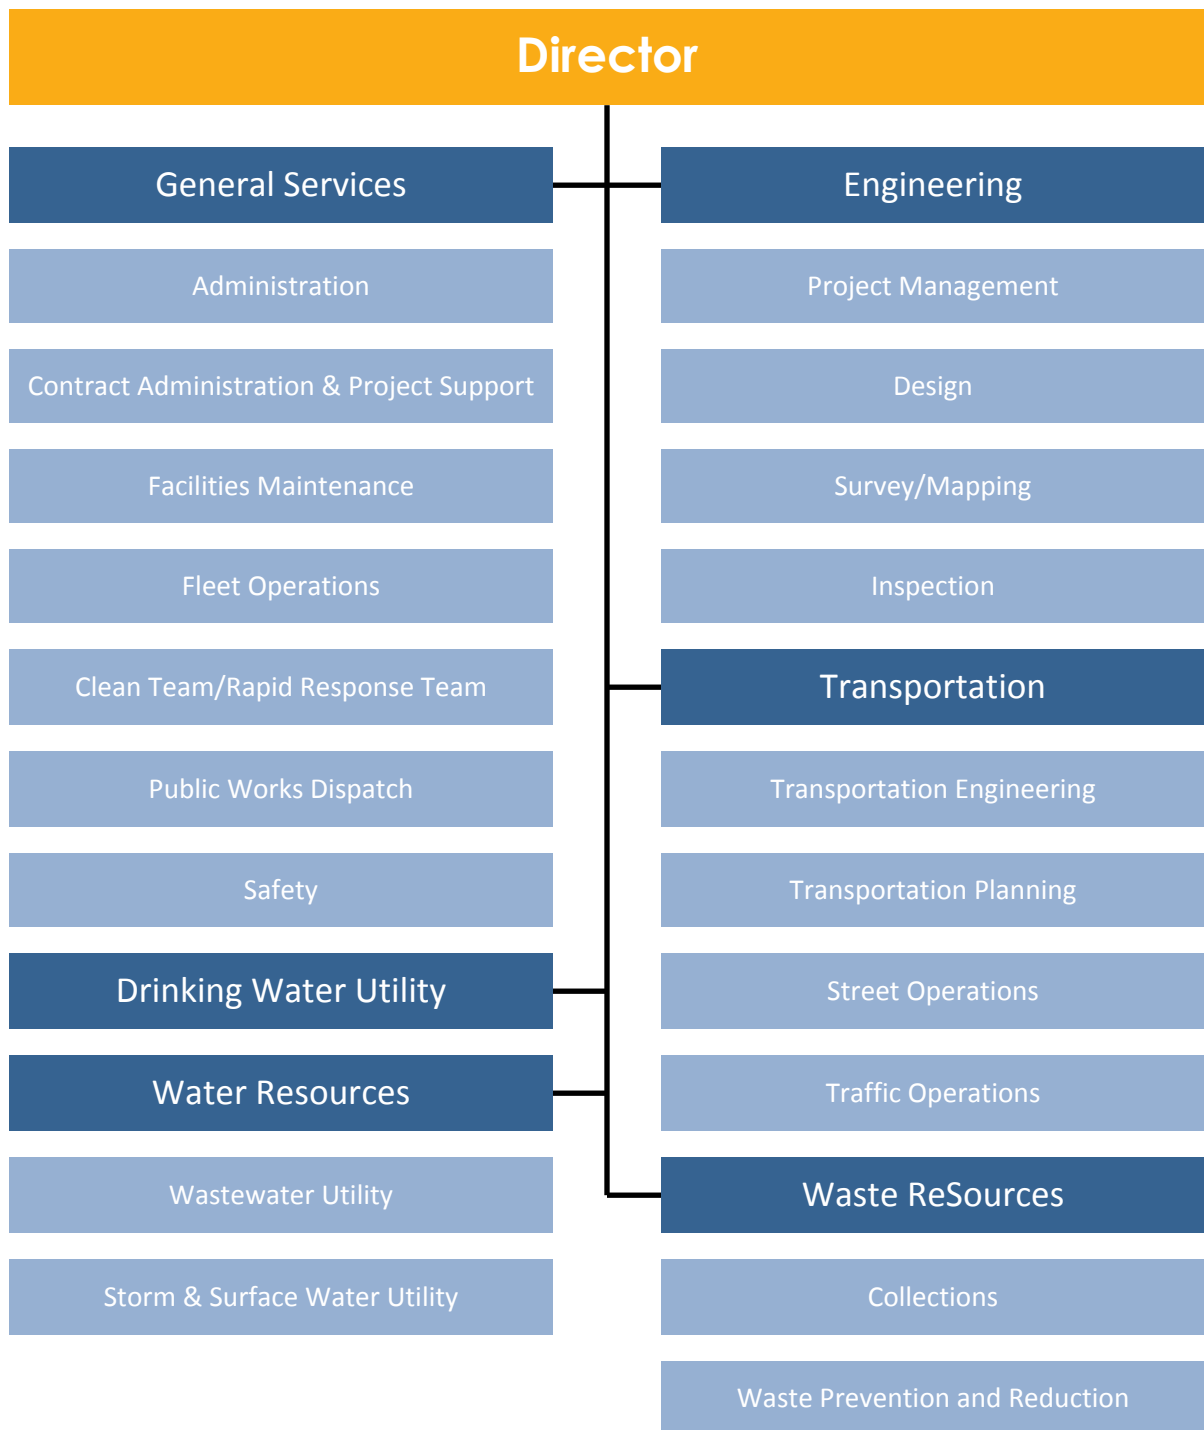 Director
General Services
Administration
Contract Administration & Project Support
Facilities Maintenance
Fleet Operations
Clean Team/Rapid Response Team
Public Works Dispatch
Safety
Drinking Water Utility
Water Resources
Wastewater Utility
Storm & Surface Water Utility
Engineering
Project Management
Design
Survey/Mapping
Inspection
Transportation
Transportation Engineering
Transportation Planning
Street Operations
Traffic Operations
Waste ReSources
Collections
Waste Prevention and Reduction